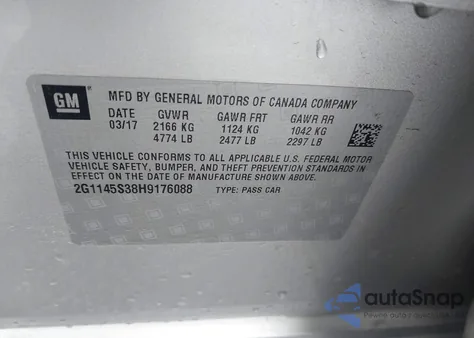 GM
MFD BY GENERAL MOTORS OF CANADA COMPANY
DATE GVWR GAWR FRT GAWR RR
03/17 2166 KG 1124 KG 1042 KG
4774 LB 2477 LB 2297 LB
THIS VEHICLE CONFORMS TO ALL APPLICABLE U.S. FEDERAL MOTOR
VEHICLE SAFETY, BUMPER, AND THEFT PREVENTION STANDARDS
IN EFFECT ON THE DATE OF MANUFACTURE SHOWN ABOVE.
2G1145S38H9176088 TYPE: PASS CAR
autoSnap